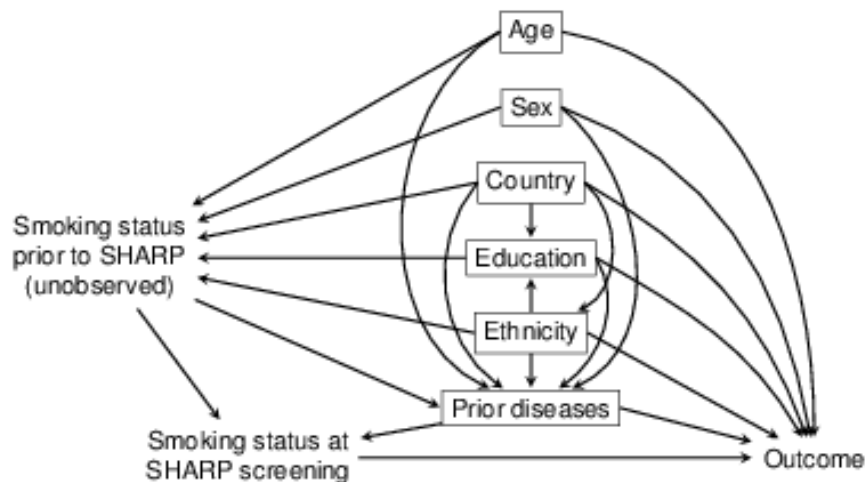 Age
Sex
Country
Education
Ethnicity
Prior diseases
Smoking status
prior to SHARP
(unobserved)
Smoking status at
SHARP screening
Outcome